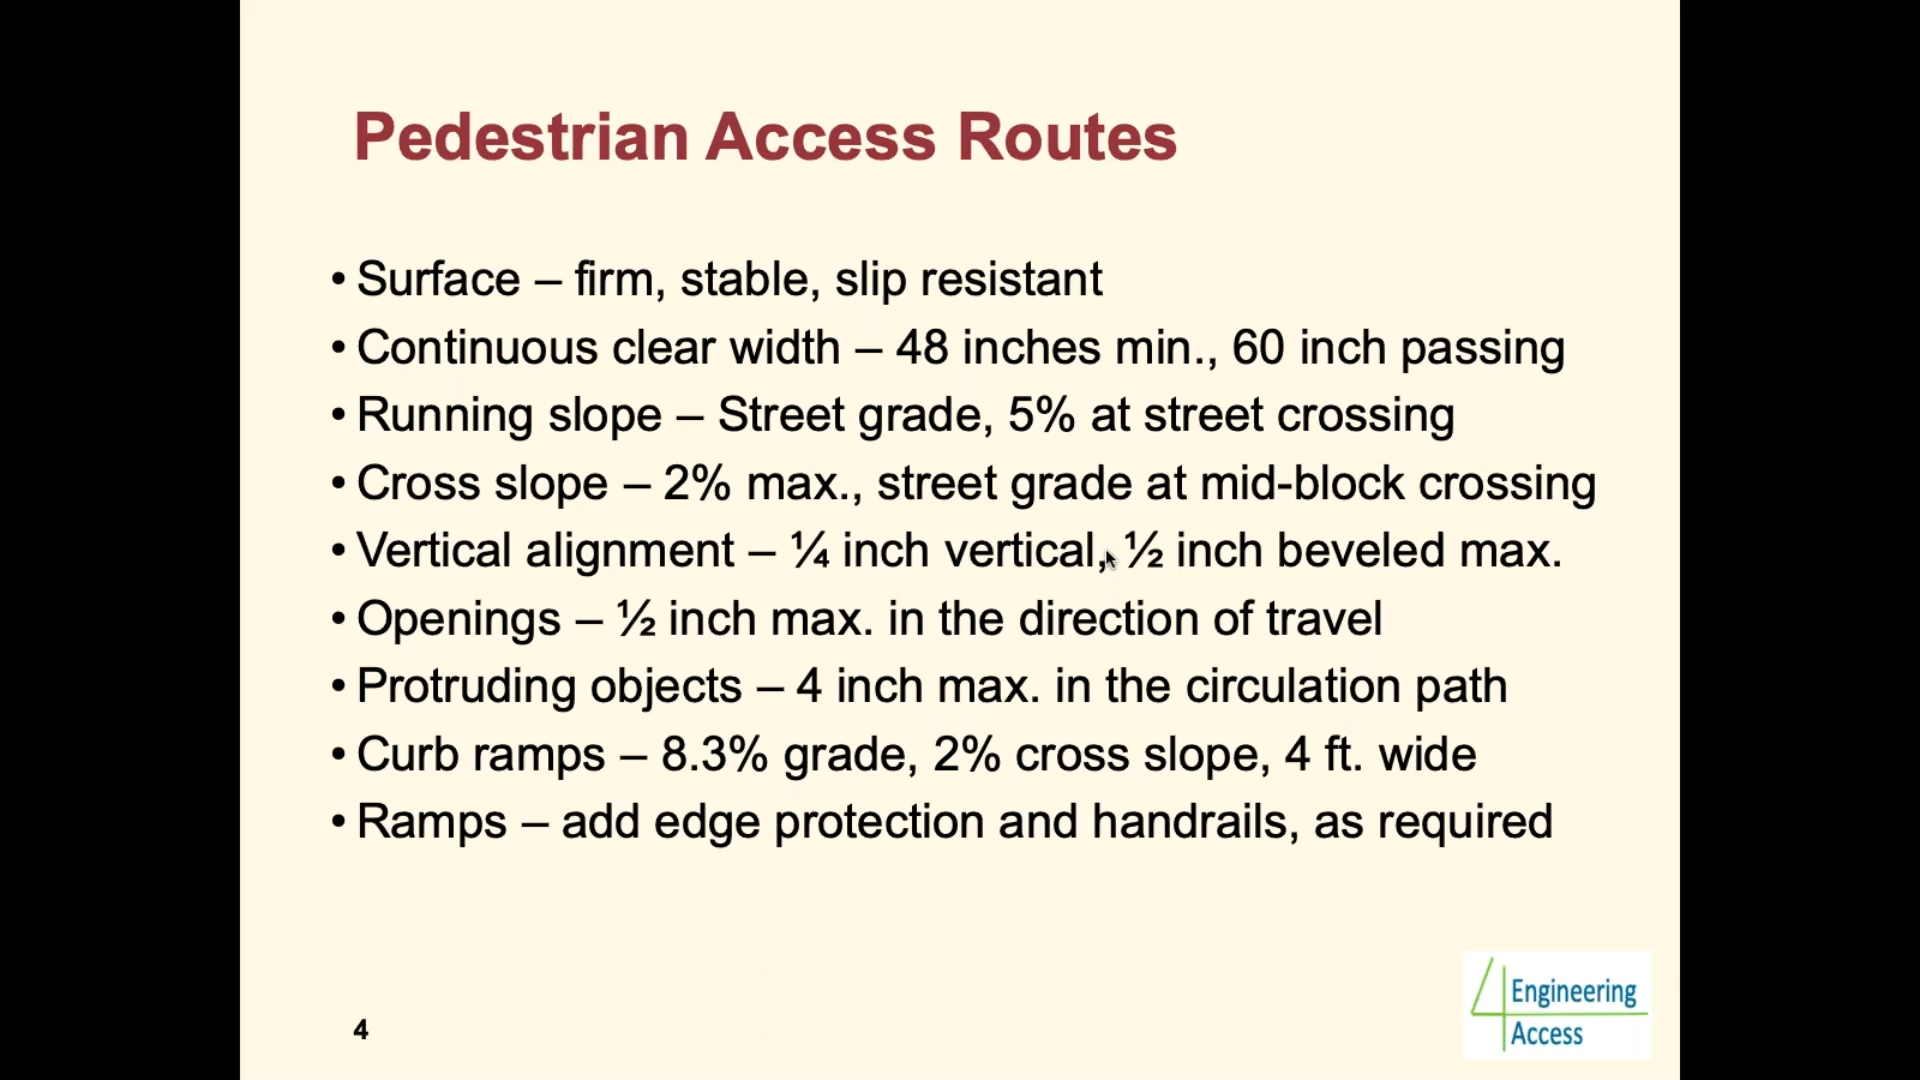 Pedestrian Access Routes
• Surface – firm, stable, slip resistant
• Continuous clear width – 48 inches min., 60 inch passing
• Running slope – Street grade, 5% at street crossing
• Cross slope – 2% max., street grade at mid-block crossing
• Vertical alignment – ¼ inch vertical, ½ inch beveled max.
• Openings – ½ inch max. in the direction of travel
• Protruding objects – 4 inch max. in the circulation path
• Curb ramps – 8.3% grade, 2% cross slope, 4 ft. wide
• Ramps – add edge protection and handrails, as required
4
4 Engineering
Access